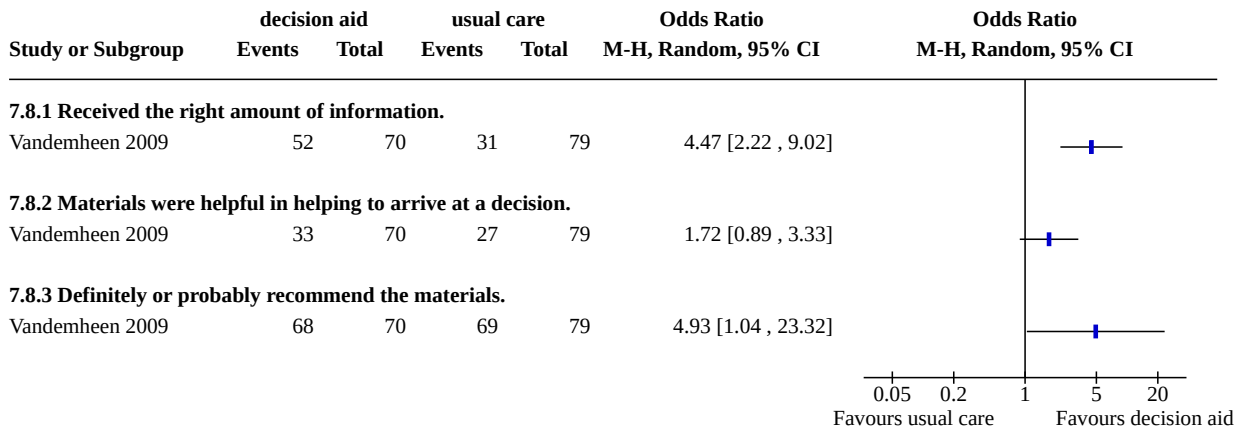 decision aid usual care Odds Ratio Odds Ratio
Study or Subgroup Events Total Events Total M-H, Random, 95% CI M-H, Random, 95% CI
7.8.1 Received the right amount of information.
Vandemheen 2009 52 70 31 79 4.47 [2.22 , 9.02]
7.8.2 Materials were helpful in helping to arrive at a decision.
Vandemheen 2009 33 70 27 79 1.72 [0.89 , 3.33]
7.8.3 Definitely or probably recommend the materials.
Vandemheen 2009 68 70 69 79 4.93 [1.04 , 23.32]
0.05 0.2 1 5 20
Favours usual care Favours decision aid